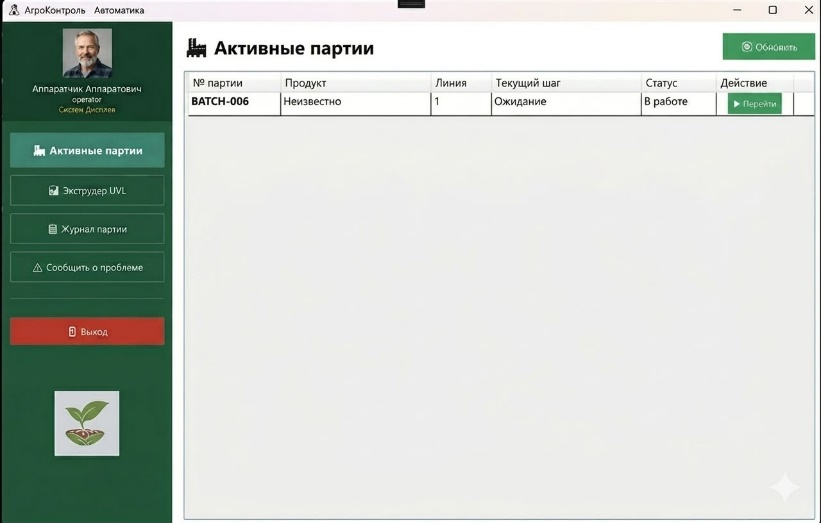 АгроКонтроль Автоматика
Аппаратчик Аппаратович
operator
Систем Дисплев
Активные партии
Экструдер UVL
Журнал партии
Сообщить о проблеме
Выход
Активные партии
Обновить
№ партии Продукт Линия Текущий шаг Статус Действие
BATCH-006 Неизвестно 1 Ожидание В работе Перейти